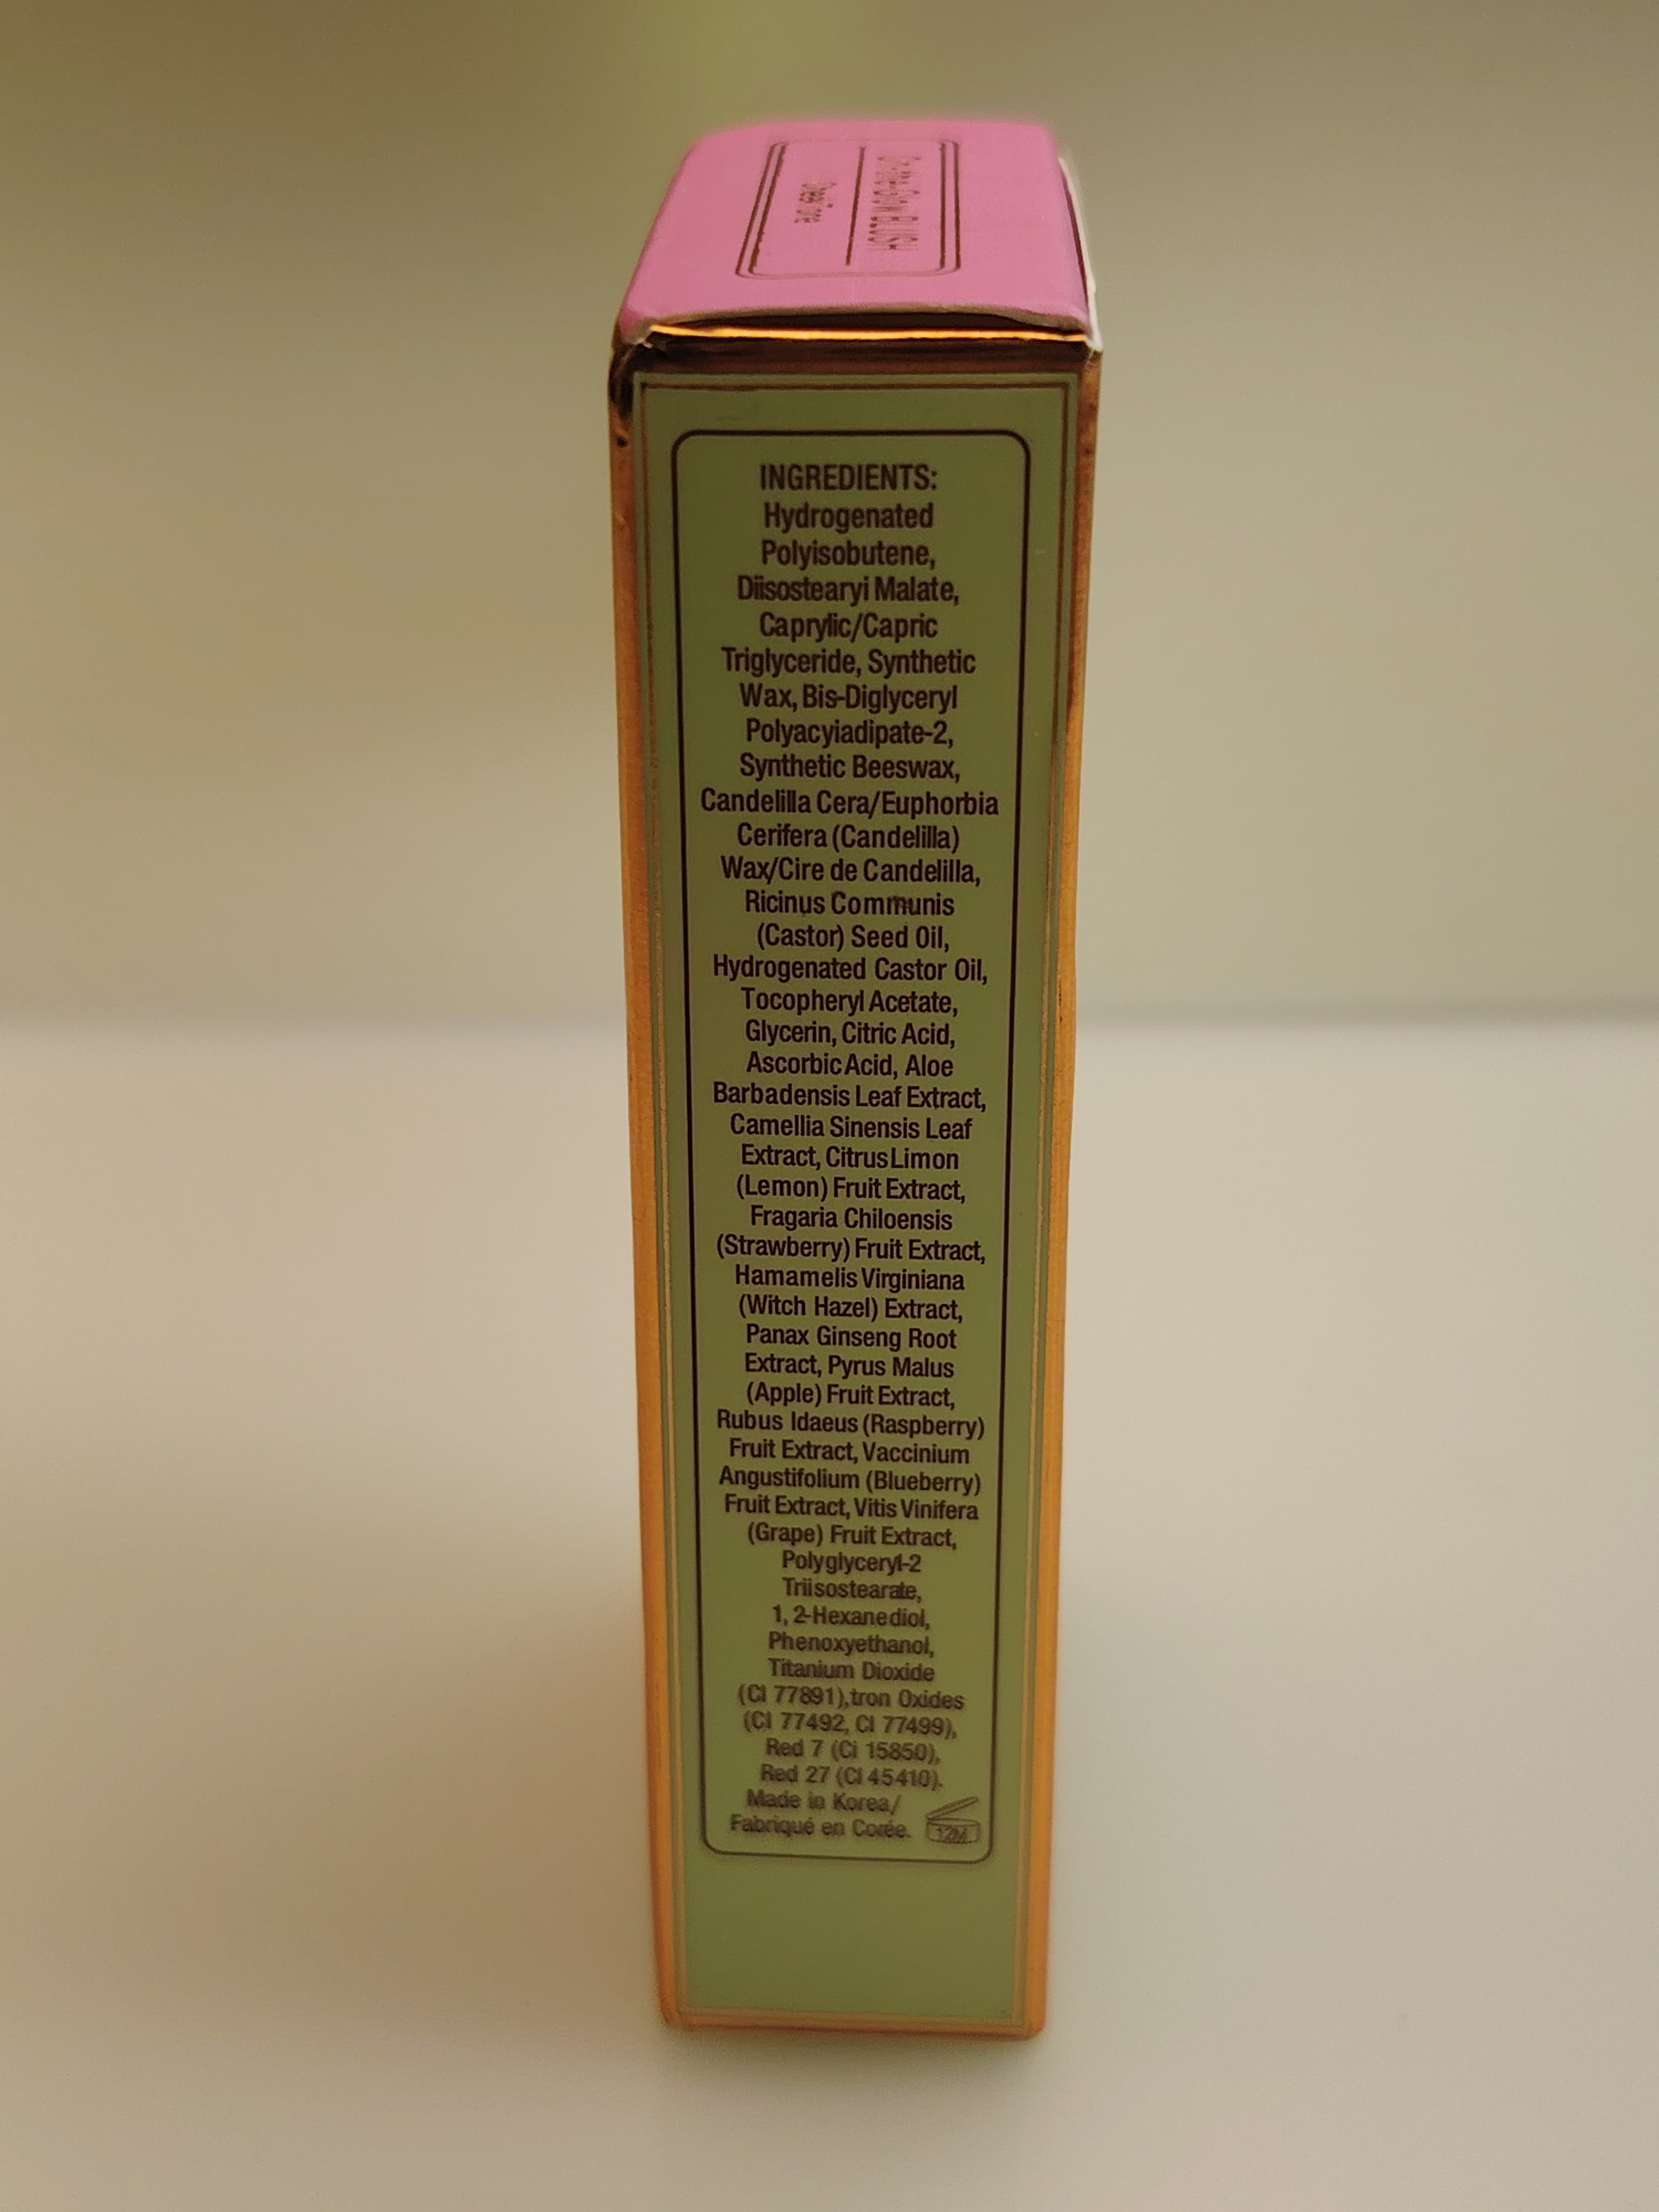 BLUSH
INGREDIENTS:
Hydrogenated
Polyisobutene,
Diisostearyi Malate,
Caprylic/Capric
Triglyceride, Synthetic
Wax, Bis-Diglyceryl
Polyacyiadipate-2,
Synthetic Beeswax,
Candelilla Cera/Euphorbia
Cerifera (Candelilla)
Wax/Cire de Candelilla,
Ricinus Communis
(Castor) Seed Oil,
Hydrogenated Castor Oil,
Tocopheryl Acetate,
Glycerin, Citric Acid,
Ascorbic Acid, Aloe
Barbadensis Leaf Extract,
Camellia Sinensis Leaf
Extract, Citrus Limon
(Lemon) Fruit Extract,
Fragaria Chiloensis
(Strawberry) Fruit Extract,
Hamamelis Virginiana
(Witch Hazel) Extract,
Panax Ginseng Root
Extract, Pyrus Malus
(Apple) Fruit Extract,
Rubus Idaeus (Raspberry)
Fruit Extract, Vaccinium
Angustifolium (Blueberry)
Fruit Extract, Vitis Vinifera
(Grape) Fruit Extract,
Polyglyceryl-2
Triisostearate,
1, 2-Hexanediol,
Phenoxyethanol,
Titanium Dioxide
(CI 77891),tron Oxides
(CI 77492, CI 77499),
Red 7 (Ci 15850),
Red 27 (CI 45410).
Made in Korea/
Fabriqué en Corée.
12M